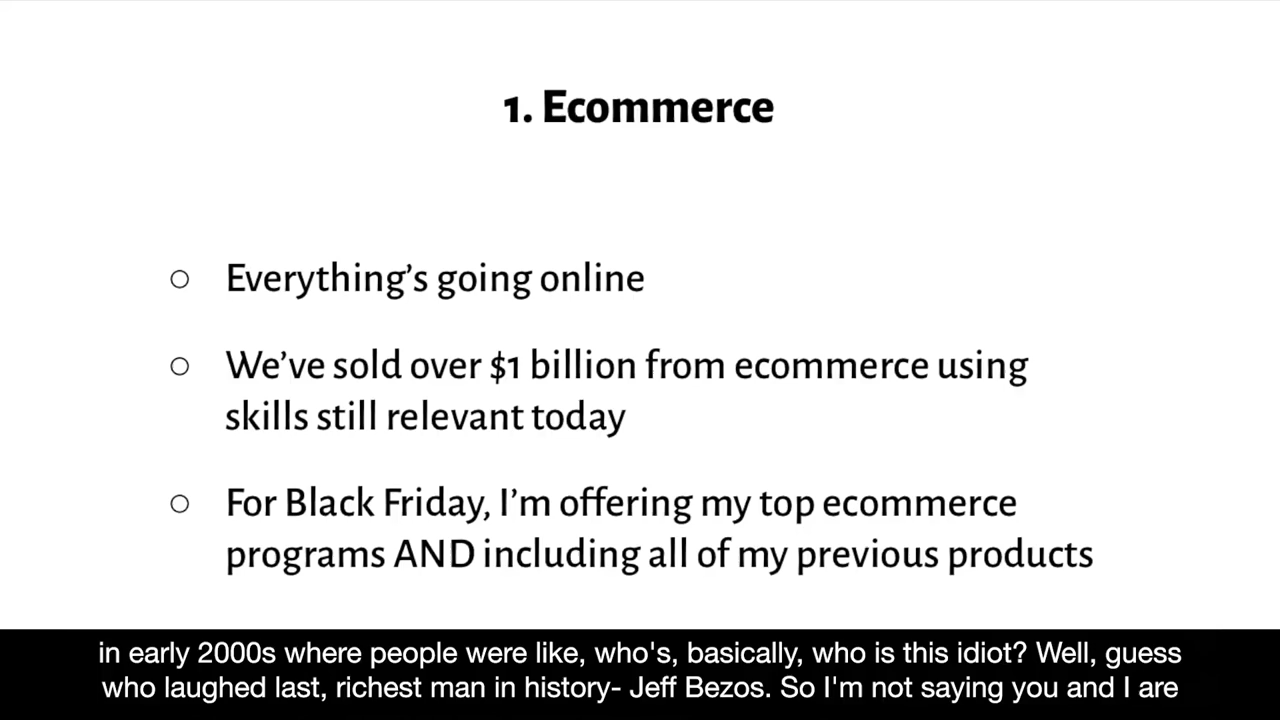 1. Ecommerce
○ Everything’s going online
○ We’ve sold over $1 billion from ecommerce using
skills still relevant today
○ For Black Friday, I’m offering my top ecommerce
programs AND including all of my previous products
in early 2000s where people were like, who's, basically, who is this idiot? Well, guess
who laughed last, richest man in history- Jeff Bezos. So I'm not saying you and I are